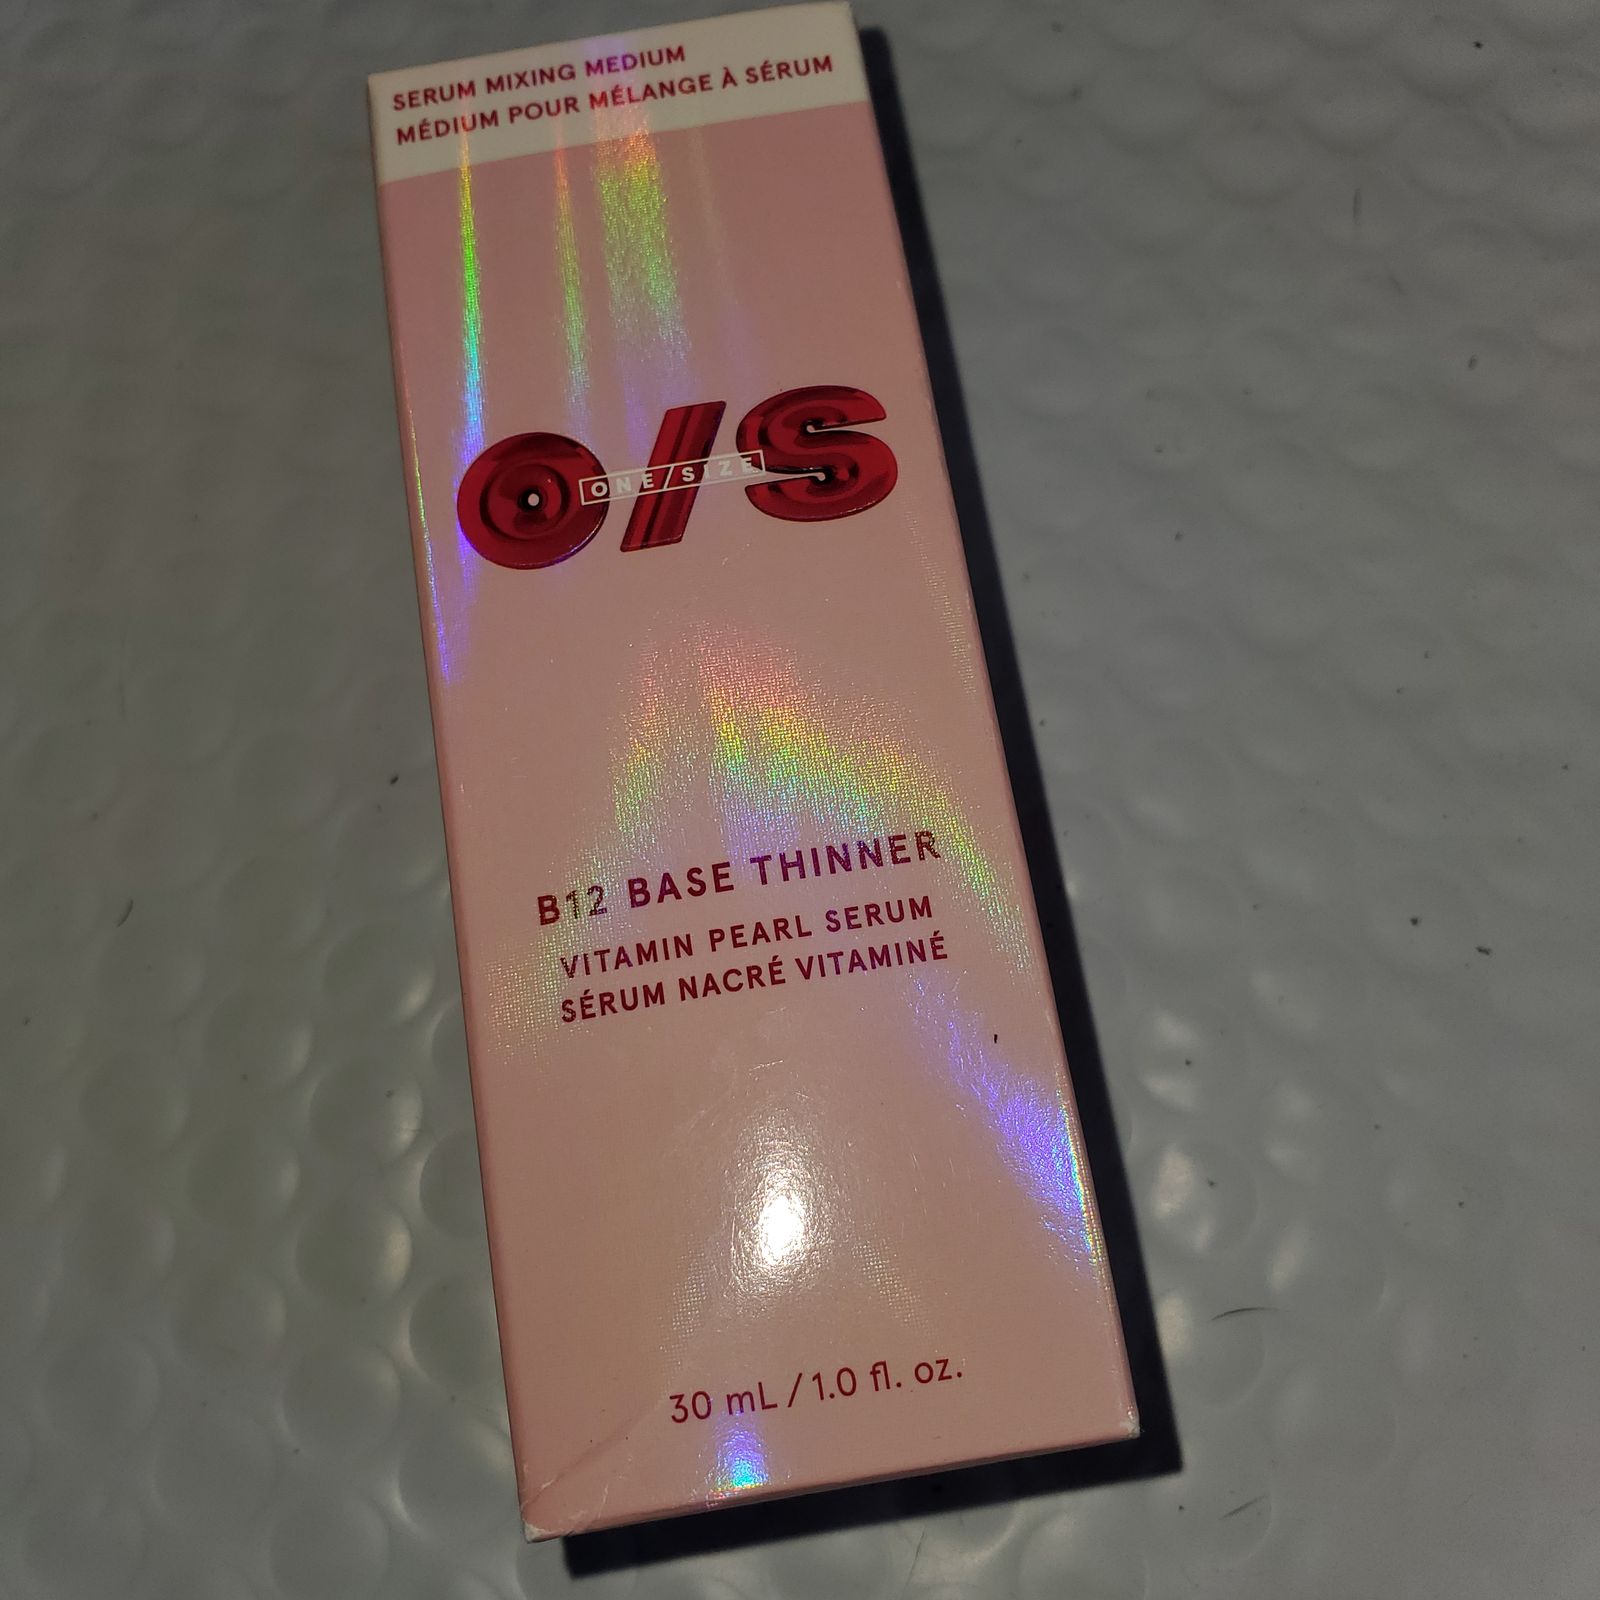 SERUM MIXING MEDIUM
MÉDIUM POUR MÉLANGE À SÉRUM
O/S
ONE/SIZE
B12 BASE THINNER
VITAMIN PEARL SERUM
SÉRUM NACRÉ VITAMINÉ
30 mL / 1.0 fl. oz.